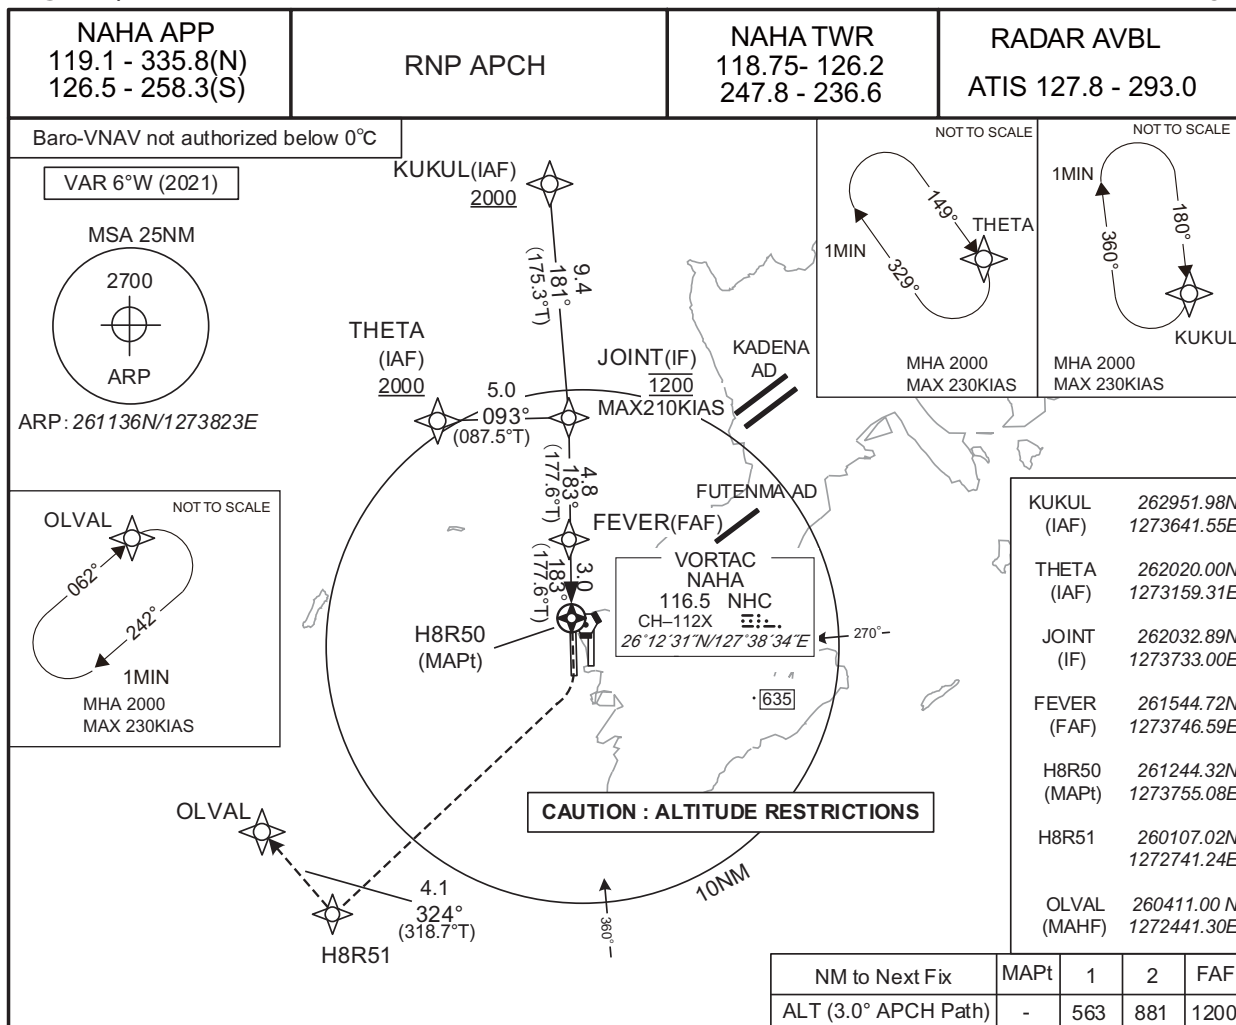 NAHA APP
119.1 - 335.8(N)
126.5 - 258.3(S)
RNP APCH
NAHA TWR
118.75- 126.2
247.8 - 236.6
RADAR AVBL
ATIS 127.8 - 293.0
Baro-VNAV not authorized below 0°C
VAR 6°W (2021)
MSA 25NM
2700
ARP
ARP: 261136N/1273823E
KUKUL(IAF)
2000
9.4
181°
(175.3°T)
THETA
(IAF)
2000
5.0
093°
(087.5°T)
JOINT(IF)
1200
MAX210KIAS
KADENA
AD
4.8
183°
(177.6°T)
FUTENMA AD
FEVER(FAF)
3.0
183°
(177.6°T)
VORTAC
NAHA
116.5 NHC
CH–112X
26°12′31″N/127°38′34″E
H8R50
(MAPt)
270°
635
CAUTION : ALTITUDE RESTRICTIONS
10NM
360°
OLVAL
4.1
324°
(318.7°T)
H8R51
NOT TO SCALE
149°
THETA
1MIN
329°
MHA 2000
MAX 230KIAS
NOT TO SCALE
1MIN
180°
360°
KUKUL
MHA 2000
MAX 230KIAS
NOT TO SCALE
OLVAL
062°
242°
1MIN
MHA 2000
MAX 230KIAS
KUKUL 262951.98N
(IAF) 1273641.55E
THETA 262020.00N
(IAF) 1273159.31E
JOINT 262032.89N
(IF) 1273733.00E
FEVER 261544.72N
(FAF) 1273746.59E
H8R50 261244.32N
(MAPt) 1273755.08E
H8R51 260107.02N
1272741.24E
OLVAL 260411.00 N
(MAHF) 1272441.30E
NM to Next Fix MAPt 1 2 FAF
ALT (3.0° APCH Path) - 563 881 1200